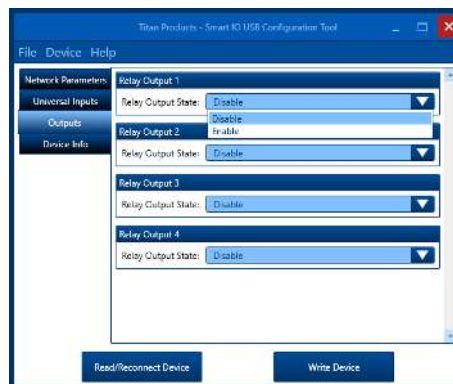 Titan Products - Smart IO USB Configuration Tool
File Device Help
Network Parameters
Universal Inputs
Outputs
Device Info
Relay Output 1
Relay Output State: Disable
Disable
Enable
Relay Output 2
Relay Output State: Disable
Relay Output 3
Relay Output State: Disable
Relay Output 4
Relay Output State: Disable
Read/Reconnect Device
Write Device